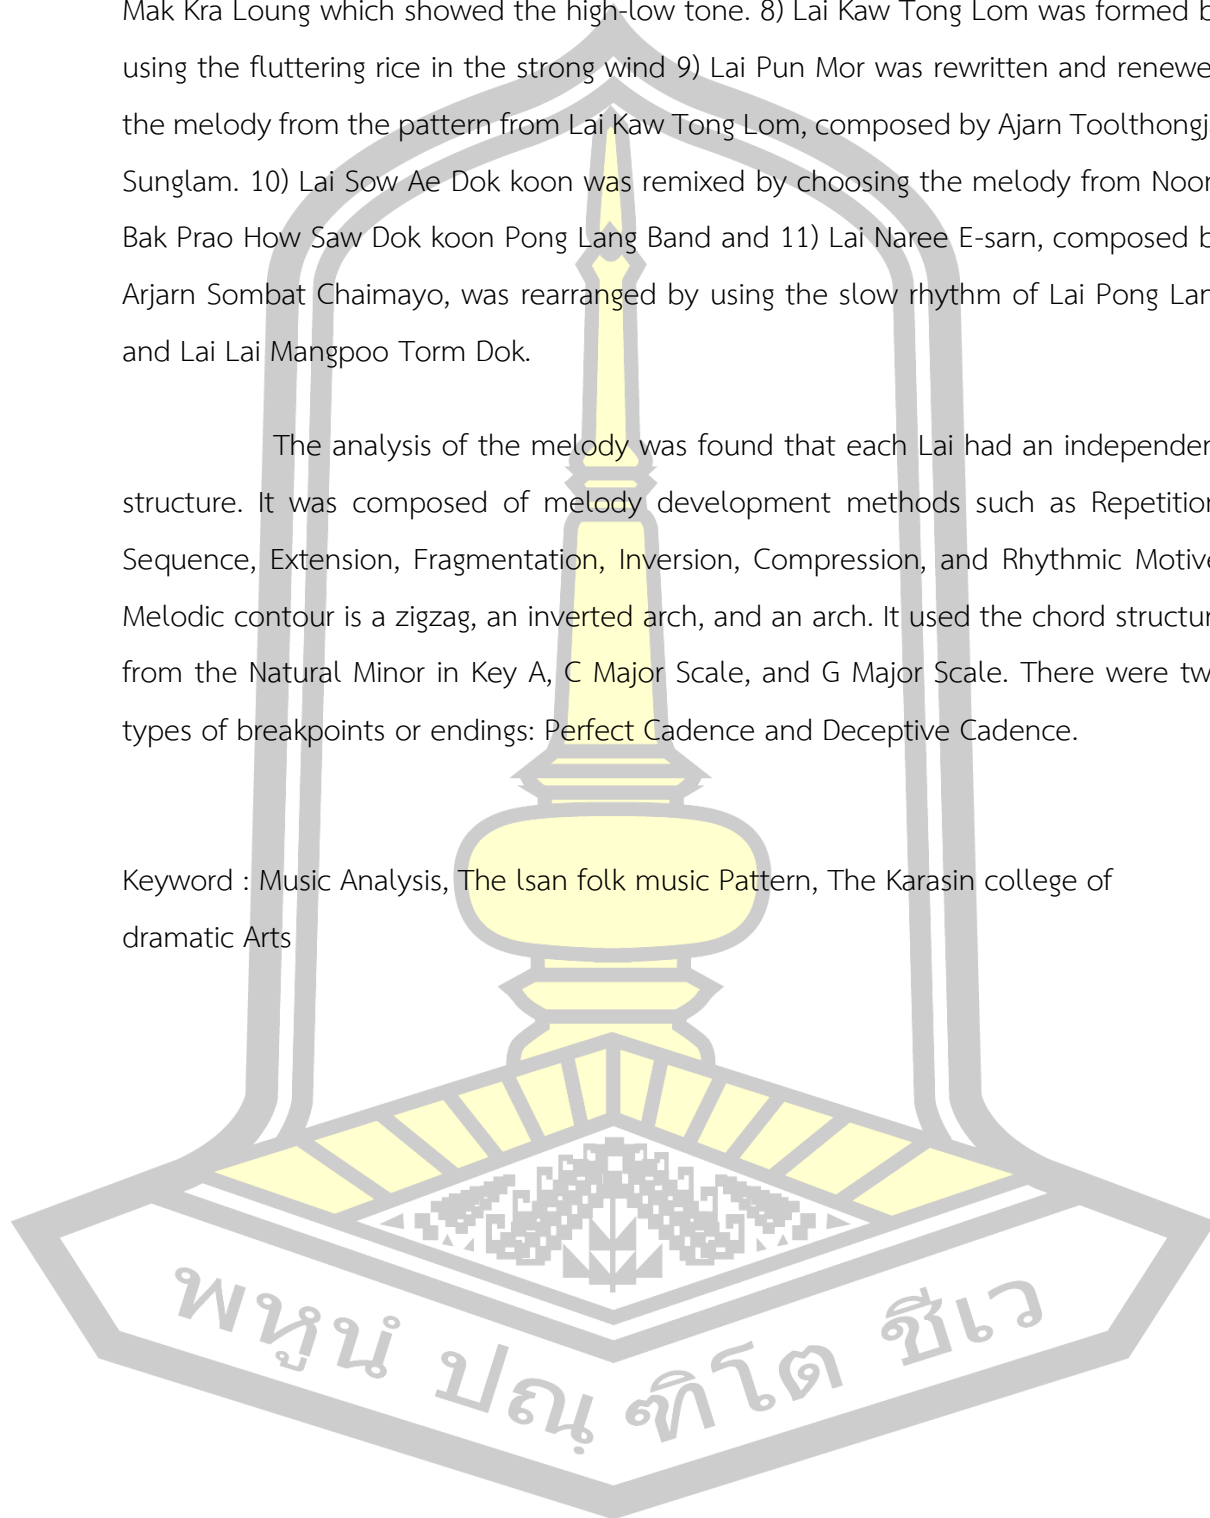 Mak Kra Loung which showed the high-low tone. 8) Lai Kaw Tong Lom was formed b
using the fluttering rice in the strong wind 9) Lai Pun Mor was rewritten and renewe
the melody from the pattern from Lai Kaw Tong Lom, composed by Ajarn Toolthongj
Sunglam. 10) Lai Sow Ae Dok koon was remixed by choosing the melody from Noor
Bak Prao How Saw Dok koon Pong Lang Band and 11) Lai Naree E-sarn, composed b
Arjarn Sombat Chaimayo, was rearranged by using the slow rhythm of Lai Pong Lan
and Lai Lai Mangpoo Torm Dok.
The analysis of the melody was found that each Lai had an independen
structure. It was composed of melody development methods such as Repetition
Sequence, Extension, Fragmentation, Inversion, Compression, and Rhythmic Motive
Melodic contour is a zigzag, an inverted arch, and an arch. It used the chord structur
from the Natural Minor in Key A, C Major Scale, and G Major Scale. There were tw
types of breakpoints or endings: Perfect Cadence and Deceptive Cadence.
Keyword : Music Analysis, The lsan folk music Pattern, The Karasin college of
dramatic Arts
พหูนํ ปณฺฑิโต ชีเว